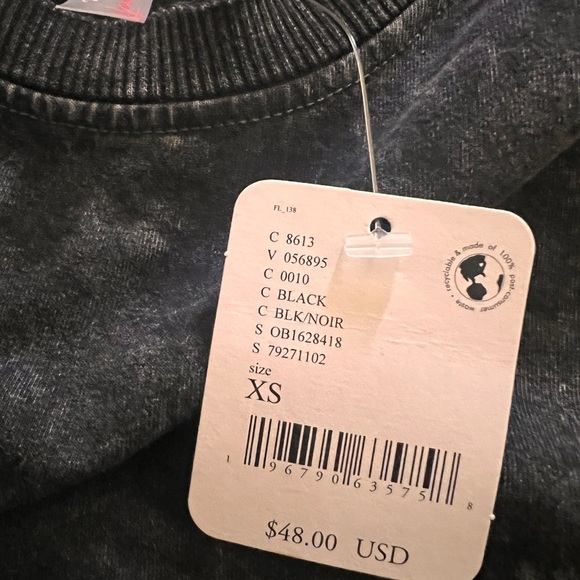 FL_138
C 8613
V 056895
C 0010
C BLACK
C BLK/NOIR
S OB1628418
S 79271102
size
XS
recyclable & made of 100% post-consumer waste •
1 96790 63575 8
$48.00 USD